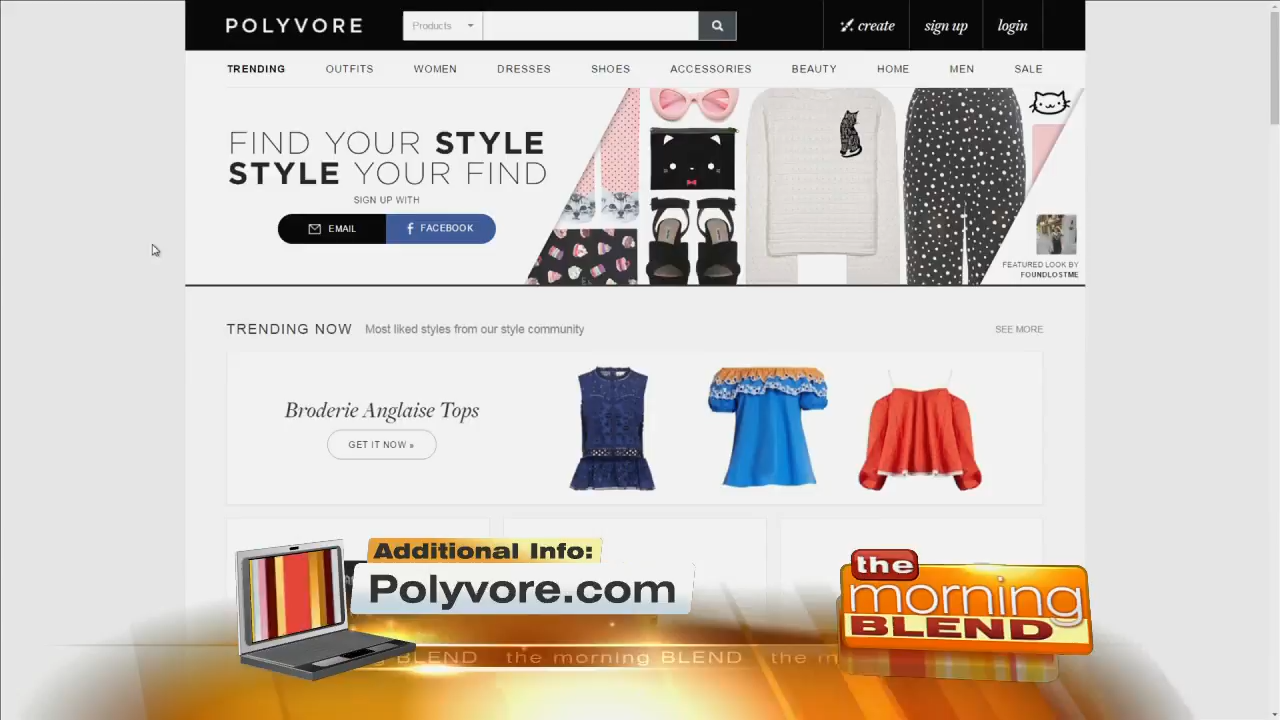 POLYVORE
Products
create
sign up
login
TRENDING
OUTFITS
WOMEN
DRESSES
SHOES
ACCESSORIES
BEAUTY
HOME
MEN
SALE
FIND YOUR STYLE
STYLE YOUR FIND
SIGN UP WITH
EMAIL
f FACEBOOK
FEATURED LOOK BY
FOUNDLOSTME
TRENDING NOW
Most liked styles from our style community
SEE MORE
Broderie Anglaise Tops
GET IT NOW »
Additional Info:
Polyvore.com
the
morning
BLEND
BLEND the morning BLEND the m